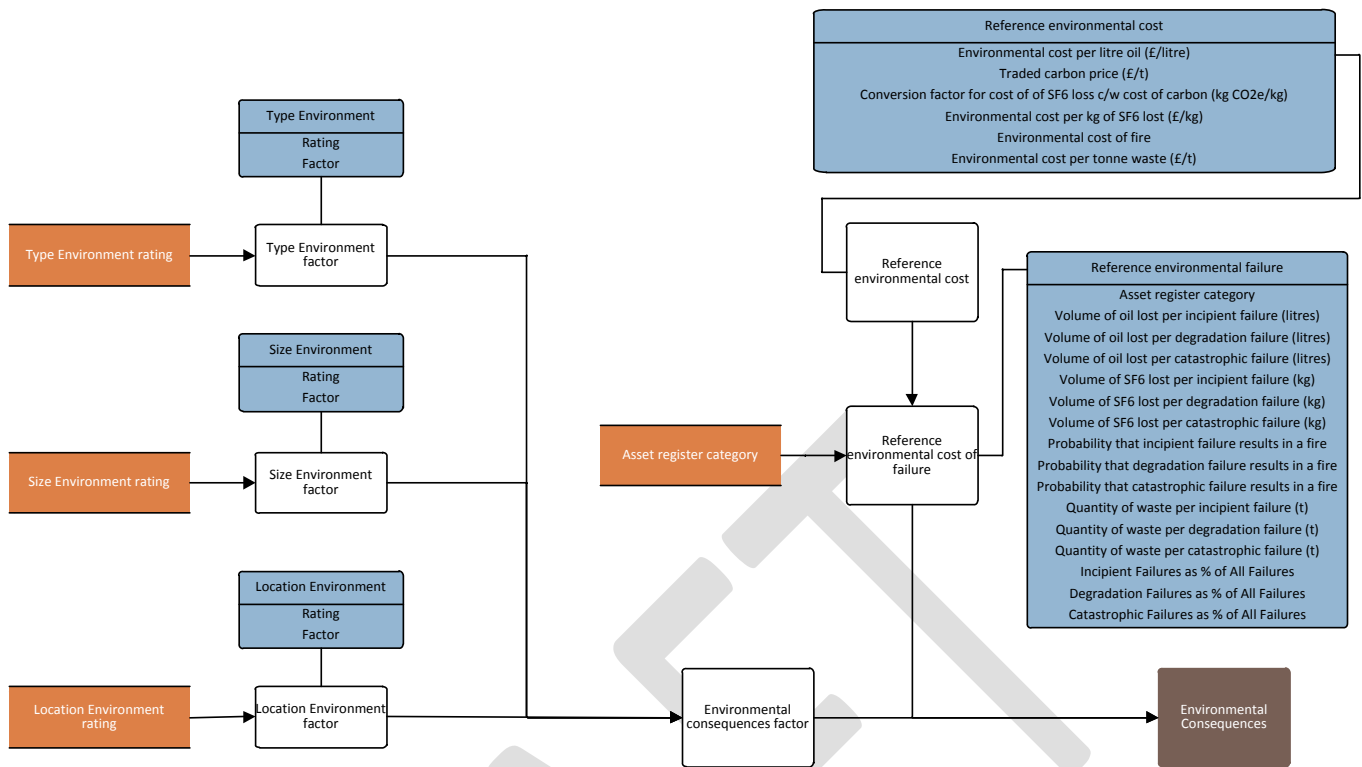 Reference environmental cost
Environmental cost per litre oil (£/litre)
Traded carbon price (£/t)
Conversion factor for cost of of SF6 loss c/w cost of carbon (kg CO2e/kg)
Environmental cost per kg of SF6 lost (£/kg)
Environmental cost of fire
Environmental cost per tonne waste (£/t)
Type Environment
Rating
Factor
Type Environment rating
Type Environment
factor
Reference
environmental cost
Reference environmental failure
Asset register category
Volume of oil lost per incipient failure (litres)
Volume of oil lost per degradation failure (litres)
Volume of oil lost per catastrophic failure (litres)
Volume of SF6 lost per incipient failure (kg)
Volume of SF6 lost per degradation failure (kg)
Volume of SF6 lost per catastrophic failure (kg)
Probability that incipient failure results in a fire
Probability that degradation failure results in a fire
Probability that catastrophic failure results in a fire
Quantity of waste per incipient failure (t)
Quantity of waste per degradation failure (t)
Quantity of waste per catastrophic failure (t)
Incipient Failures as % of All Failures
Degradation Failures as % of All Failures
Catastrophic Failures as % of All Failures
Size Environment
Rating
Factor
Size Environment rating
Size Environment
factor
Asset register category
Reference
environmental cost of
failure
Location Environment
Rating
Factor
Location Environment
rating
Location Environment
factor
Environmental
consequences factor
Environmental
Consequences